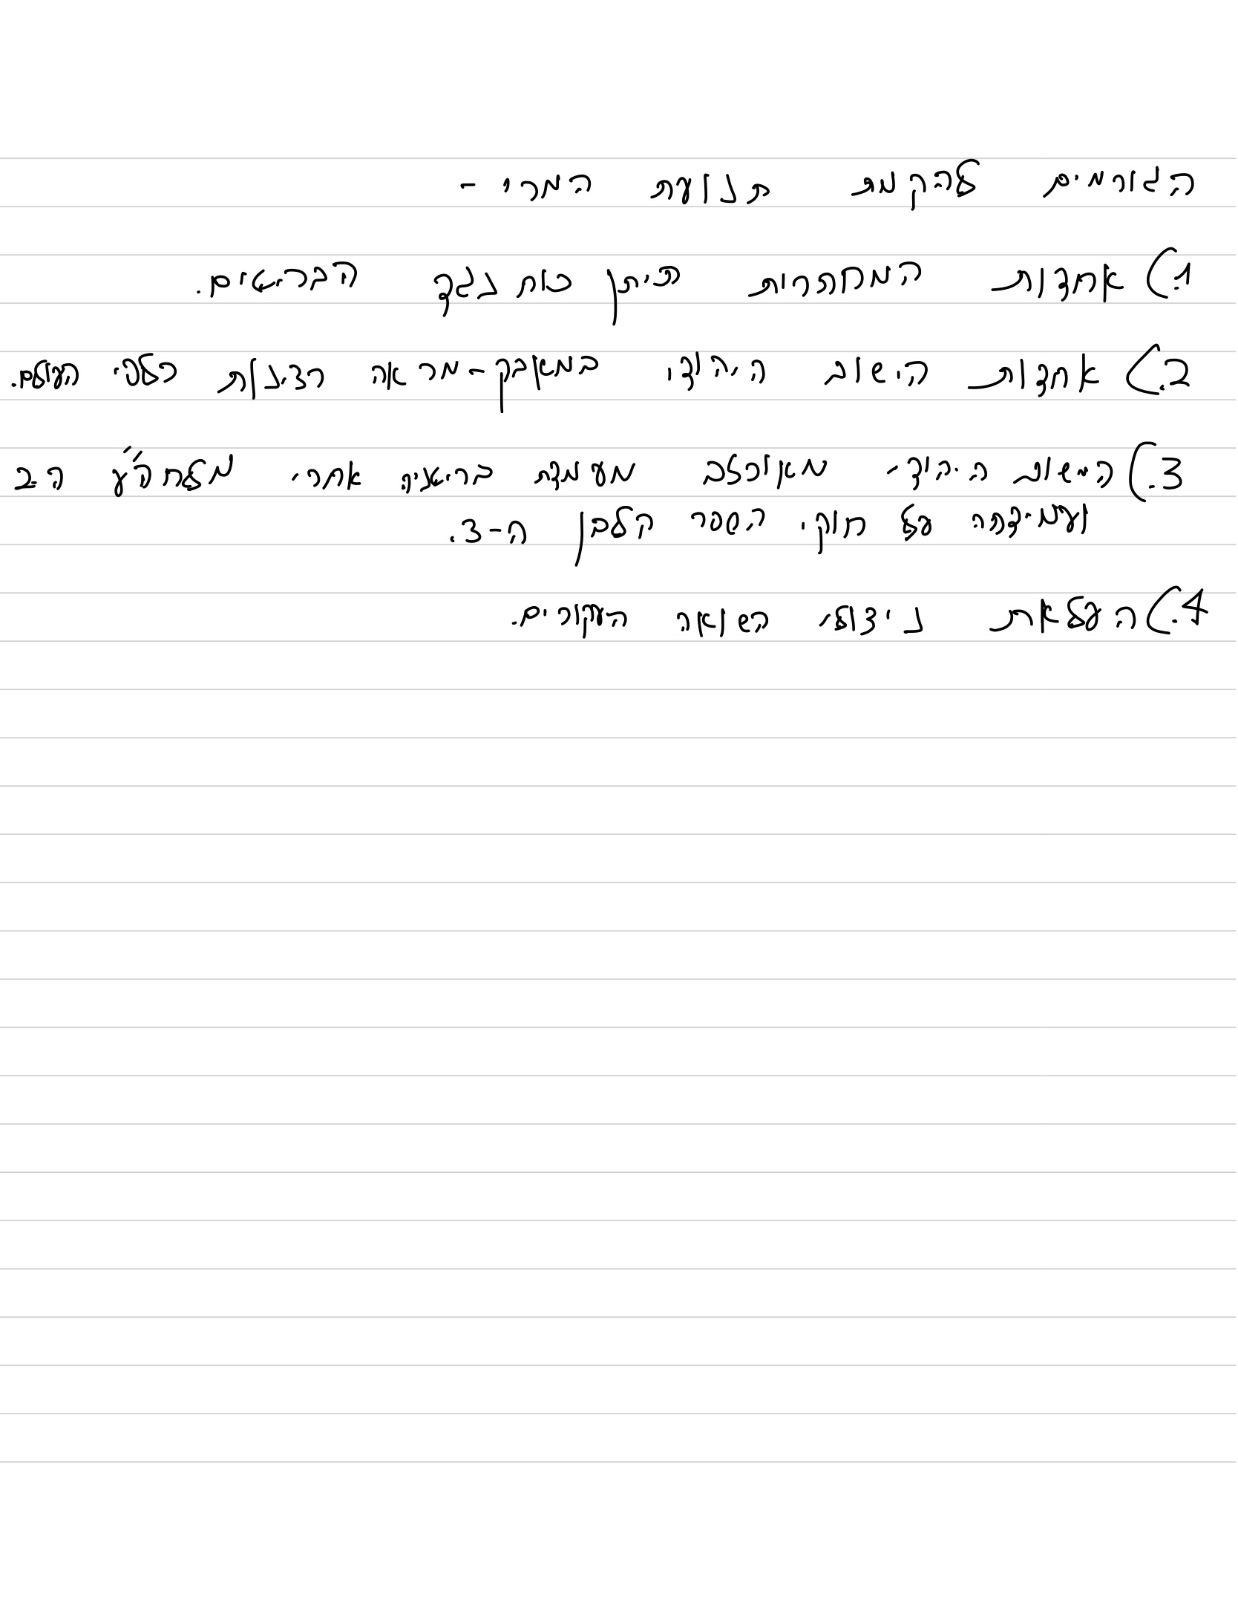 הגורמים להקמת תנועת המרי -
1.) אחדות המחתרות תיתן כוח נגד הבריטים.
2.) אחדות הישוב היהודי במאבק - מראה רצינות כלפי העולם.
3.) הישוב היהודי מאוכזב מעמדת בריטניה אחרי מלחה"ע ה-2
ועמידתה על חוקי הספר הלבן ה-3.
4.) העלאת ניצולי השואה העקורים.